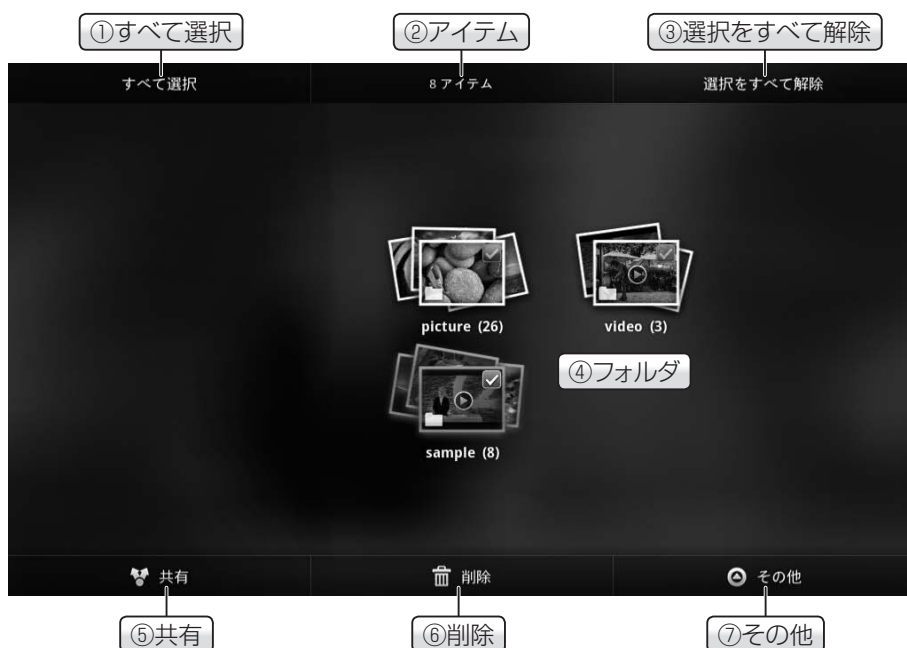 ①すべて選択
②アイテム
③選択をすべて解除
すべて選択
8 アイテム
選択をすべて解除
picture (26)
video (3)
④フォルダ
sample (8)
共有
削除
その他
⑤共有
⑥削除
⑦その他